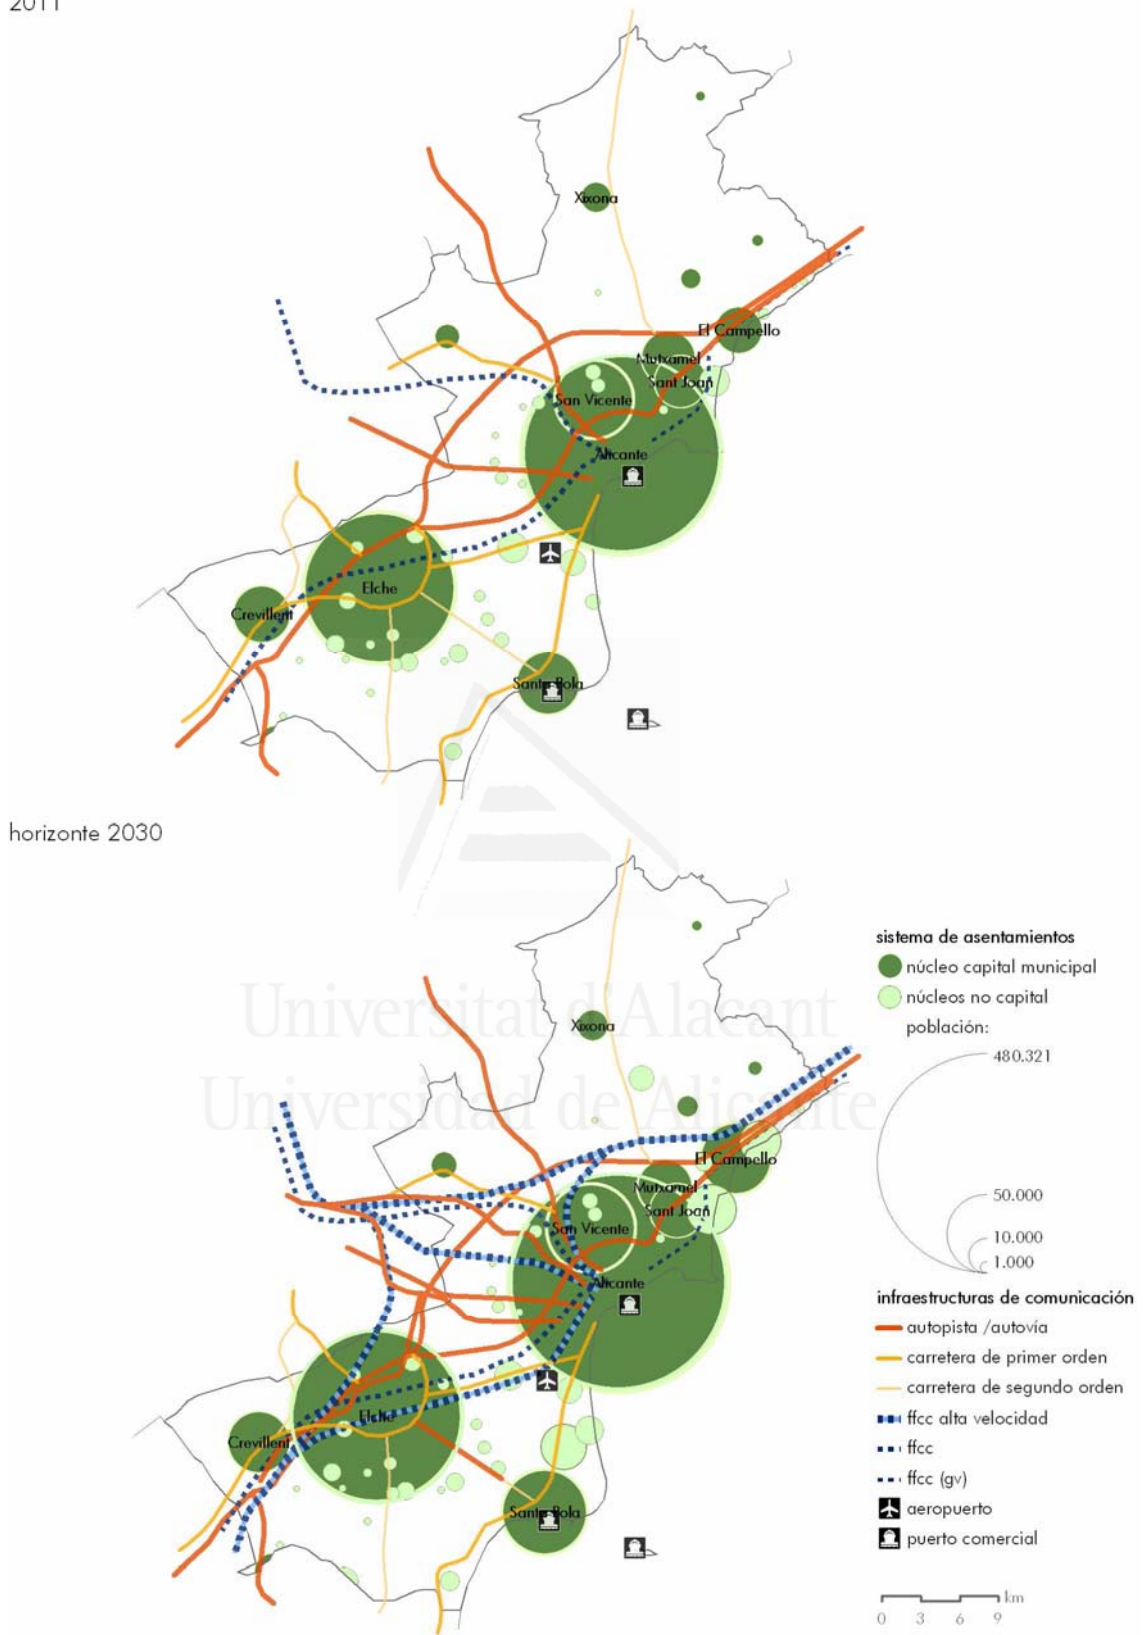 2011
Xixona
El Campello
Mutxamel
Sant Joan
San Vicente
Alicante
Elche
Crevillent
Santa Pola
horizonte 2030
Universitat d'Alacant
Universidad de Alicante
Xixona
El Campello
Mutxamel
Sant Joan
San Vicente
Alicante
Elche
Crevillent
Santa Pola
sistema de asentamientos
núcleo capital municipal
núcleos no capital
población:
480.321
50.000
10.000
1.000
infraestructuras de comunicación
autopista /autovía
carretera de primer orden
carretera de segundo orden
ffcc alta velocidad
ffcc
ffcc (gv)
aeropuerto
puerto comercial
km
0 3 6 9